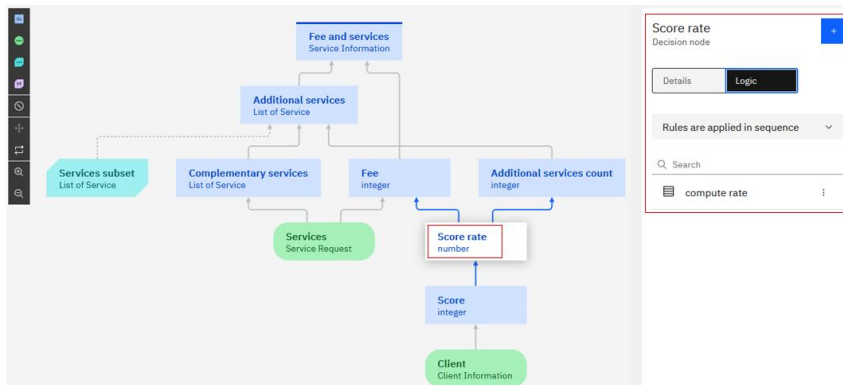 Fee and services
Service Information
Additional services
List of Service
Services subset
List of Service
Complementary services
List of Service
Fee
integer
Additional services count
integer
Services
Service Request
Score rate
number
Score
integer
Client
Client Information
Score rate
Decision node
+
Details
Logic
Rules are applied in sequence
Search
compute rate